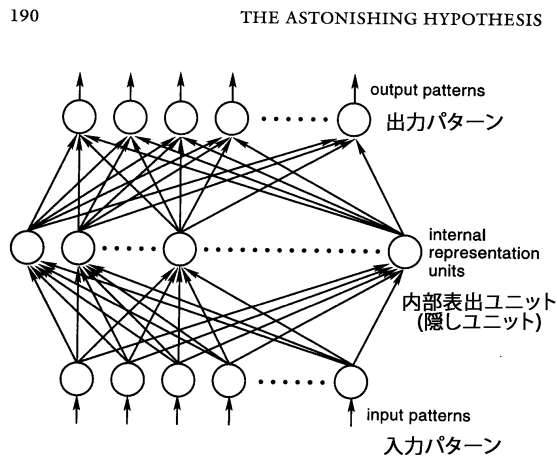 190
THE ASTONISHING HYPOTHESIS
output patterns
出力パターン
internal
representation
units
内部表出ユニット
(隠しユニット)
input patterns
入力パターン